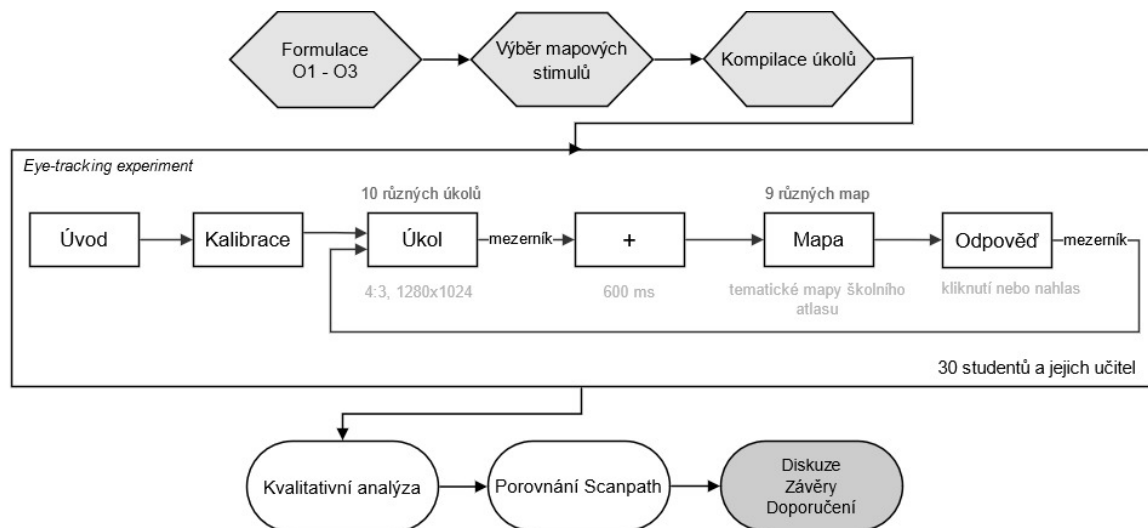 Formulace
O1 - O3
Výběr mapových
stimulů
Kompilace úkolů
Eye-tracking experiment
10 různých úkolů
9 různých map
Úvod
Kalibrace
Úkol
mezerník
+
Mapa
Odpověď
mezerník
4:3, 1280x1024
600 ms
tematické mapy školního
atlasu
kliknutí nebo nahlas
30 studentů a jejich učitel
Kvalitativní analýza
Porovnání Scanpath
Diskuze
Závěry
Doporučení